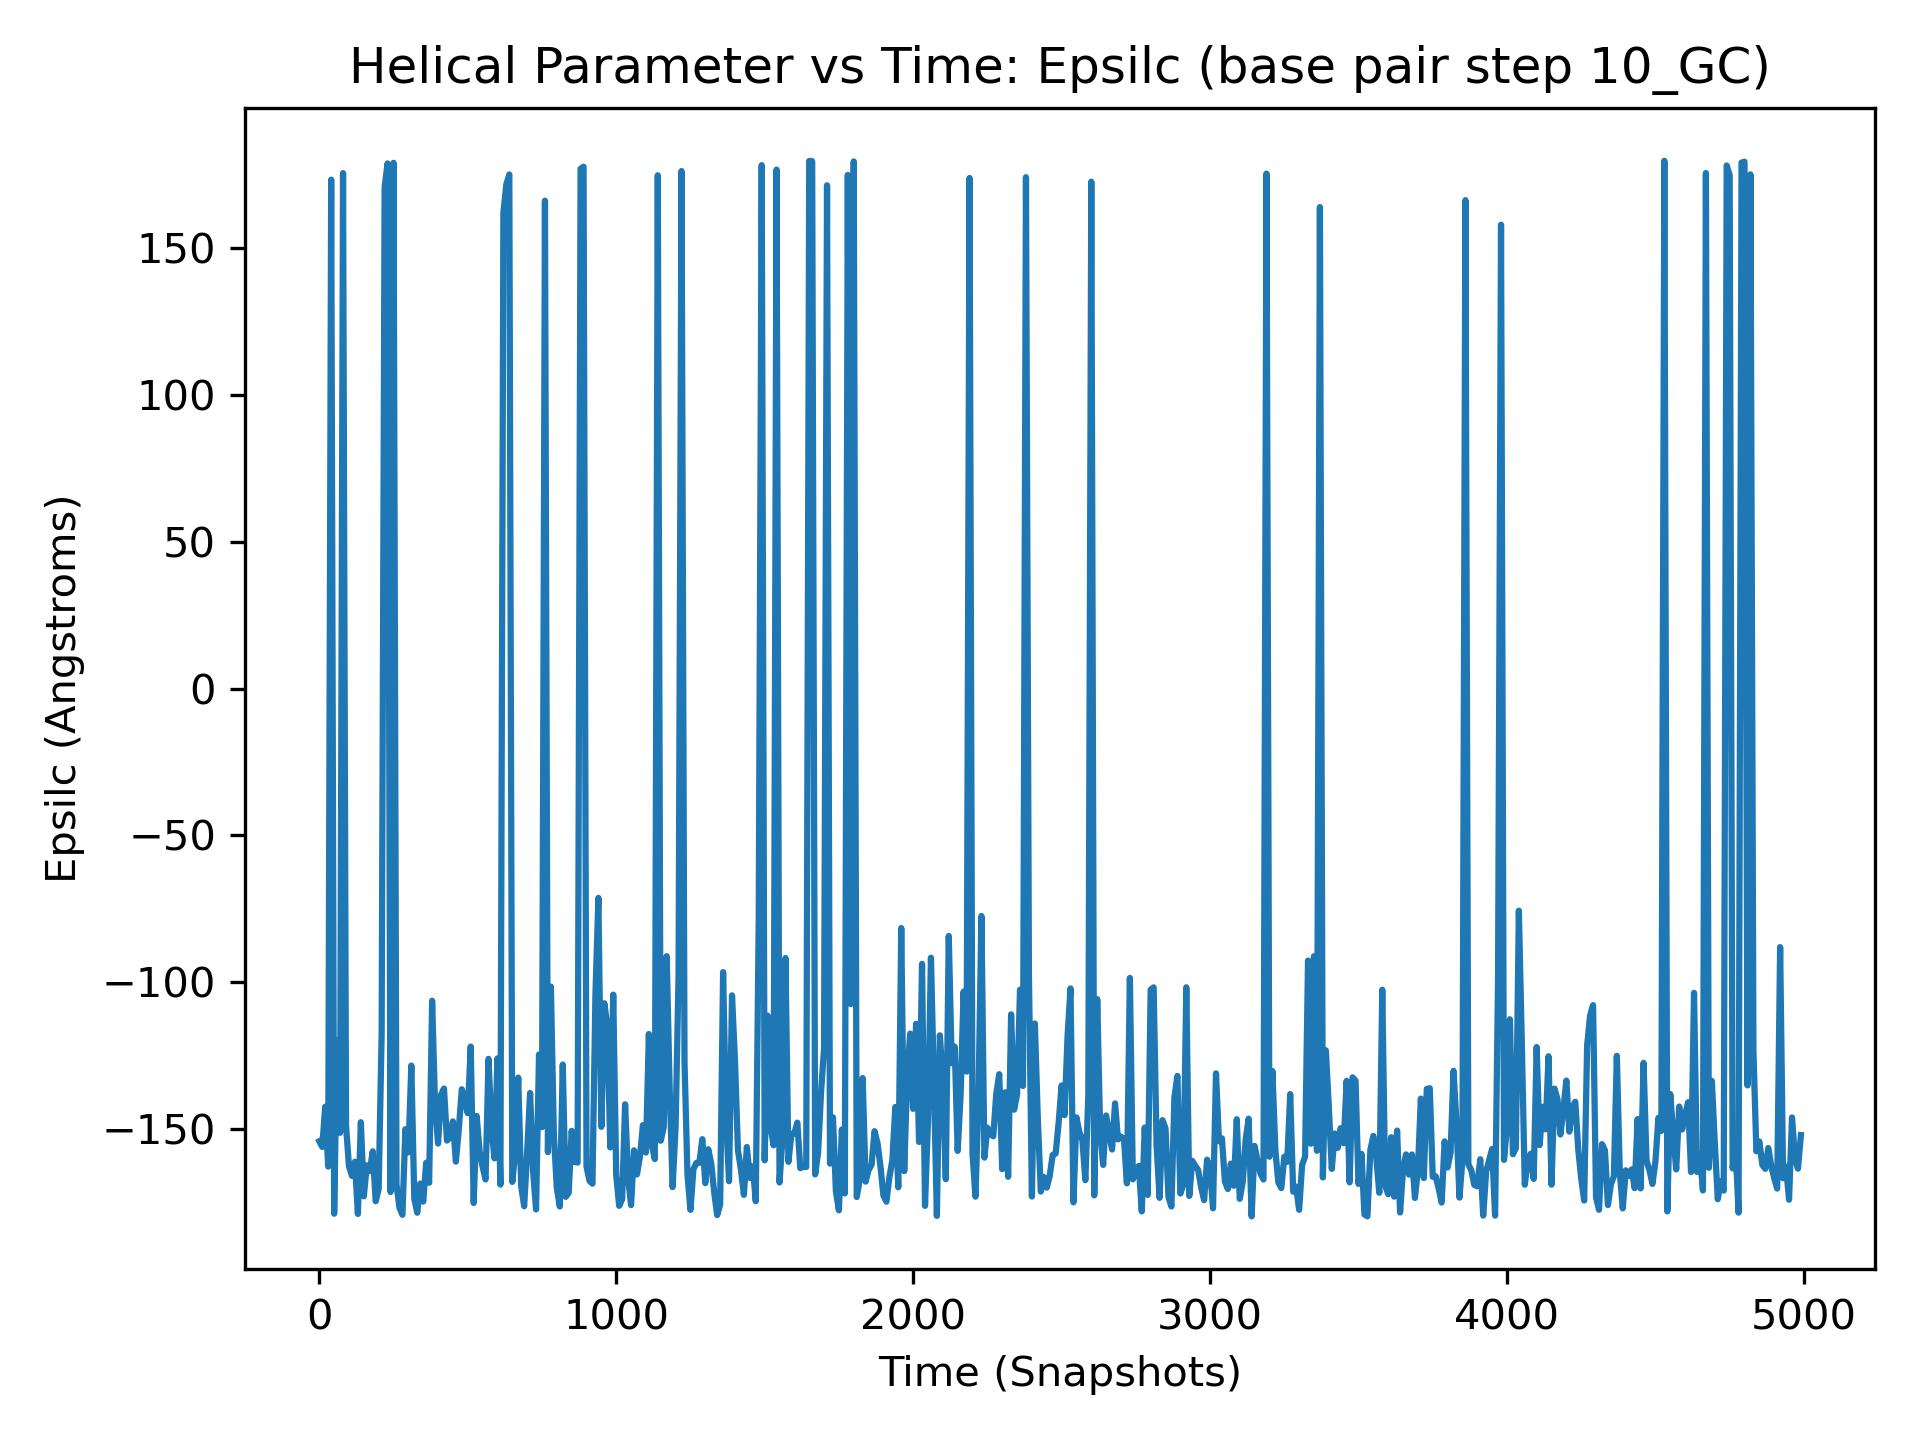 Helical Parameter vs Time: Epsilc (base pair step 10_GC)
150
100
50
0
−50
−100
−150
Epsilc (Angstroms)
0 1000 2000 3000 4000 5000
Time (Snapshots)